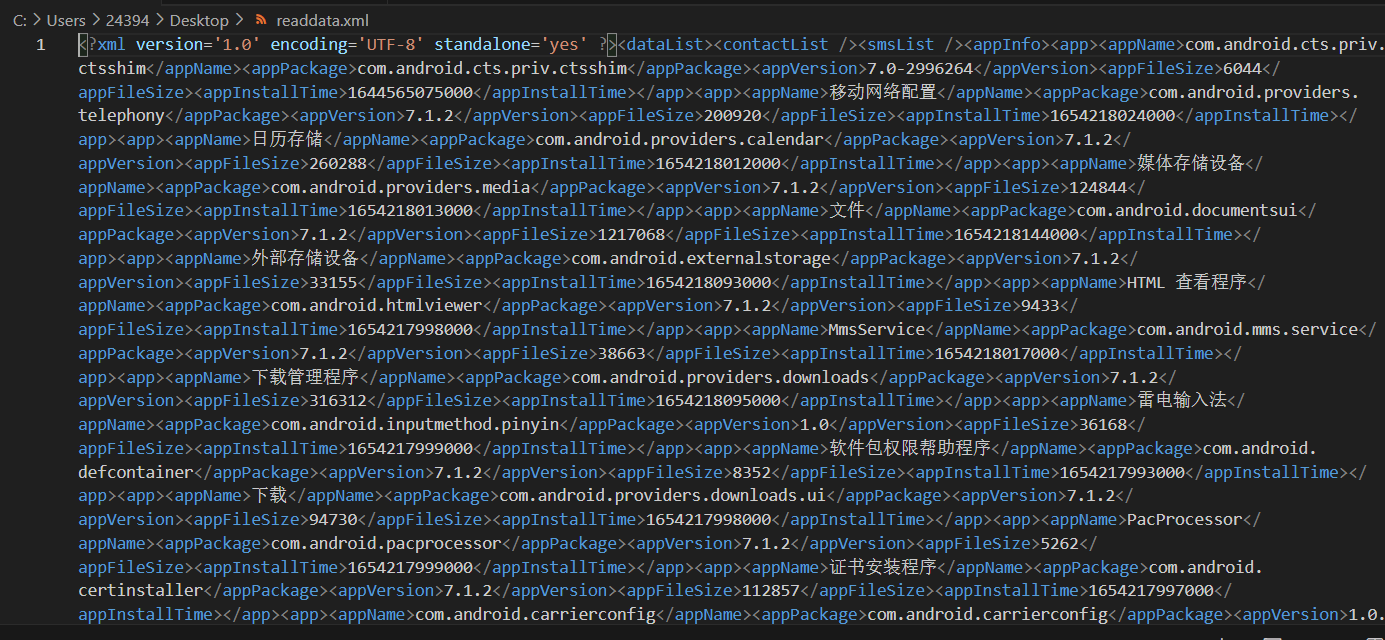 C: > Users > 24394 > Desktop > readdata.xml
1 <?xml version='1.0' encoding='UTF-8' standalone='yes' ?><dataList><contactList /><smsList /><appInfo><app><appName>com.android.cts.priv.
ctsshim</appName><appPackage>com.android.cts.priv.ctsshim</appPackage><appVersion>7.0-2996264</appVersion><appFileSize>6044</
appFileSize><appInstallTime>1644565075000</appInstallTime></app><app><appName>移动网络配置</appName><appPackage>com.android.providers.
telephony</appPackage><appVersion>7.1.2</appVersion><appFileSize>200920</appFileSize><appInstallTime>1654218024000</appInstallTime></
app><app><appName>日历存储</appName><appPackage>com.android.providers.calendar</appPackage><appVersion>7.1.2</
appVersion><appFileSize>260288</appFileSize><appInstallTime>1654218012000</appInstallTime></app><app><appName>媒体存储设备</
appName><appPackage>com.android.providers.media</appPackage><appVersion>7.1.2</appVersion><appFileSize>124844</
appFileSize><appInstallTime>1654218013000</appInstallTime></app><app><appName>文件</appName><appPackage>com.android.documentsui</
appPackage><appVersion>7.1.2</appVersion><appFileSize>1217068</appFileSize><appInstallTime>1654218144000</appInstallTime></
app><app><appName>外部存储设备</appName><appPackage>com.android.externalstorage</appPackage><appVersion>7.1.2</
appVersion><appFileSize>33155</appFileSize><appInstallTime>1654218093000</appInstallTime></app><app><appName>HTML 查看程序</
appName><appPackage>com.android.htmlviewer</appPackage><appVersion>7.1.2</appVersion><appFileSize>9433</
appFileSize><appInstallTime>1654217998000</appInstallTime></app><app><appName>MmsService</appName><appPackage>com.android.mms.service</
appPackage><appVersion>7.1.2</appVersion><appFileSize>38663</appFileSize><appInstallTime>1654218017000</appInstallTime></
app><app><appName>下载管理程序</appName><appPackage>com.android.providers.downloads</appPackage><appVersion>7.1.2</
appVersion><appFileSize>316312</appFileSize><appInstallTime>1654218095000</appInstallTime></app><app><appName>雷电输入法</
appName><appPackage>com.android.inputmethod.pinyin</appPackage><appVersion>1.0</appVersion><appFileSize>36168</
appFileSize><appInstallTime>1654217999000</appInstallTime></app><app><appName>软件包权限帮助程序</appName><appPackage>com.android.
defcontainer</appPackage><appVersion>7.1.2</appVersion><appFileSize>8352</appFileSize><appInstallTime>1654217993000</appInstallTime></
app><app><appName>下载</appName><appPackage>com.android.providers.downloads.ui</appPackage><appVersion>7.1.2</
appVersion><appFileSize>94730</appFileSize><appInstallTime>1654217998000</appInstallTime></app><app><appName>PacProcessor</
appName><appPackage>com.android.pacprocessor</appPackage><appVersion>7.1.2</appVersion><appFileSize>5262</
appFileSize><appInstallTime>1654217999000</appInstallTime></app><app><appName>证书安装程序</appName><appPackage>com.android.
certinstaller</appPackage><appVersion>7.1.2</appVersion><appFileSize>112857</appFileSize><appInstallTime>1654217997000</
appInstallTime></app><app><appName>com.android.carrierconfig</appName><appPackage>com.android.carrierconfig</appPackage><appVersion>1.0.